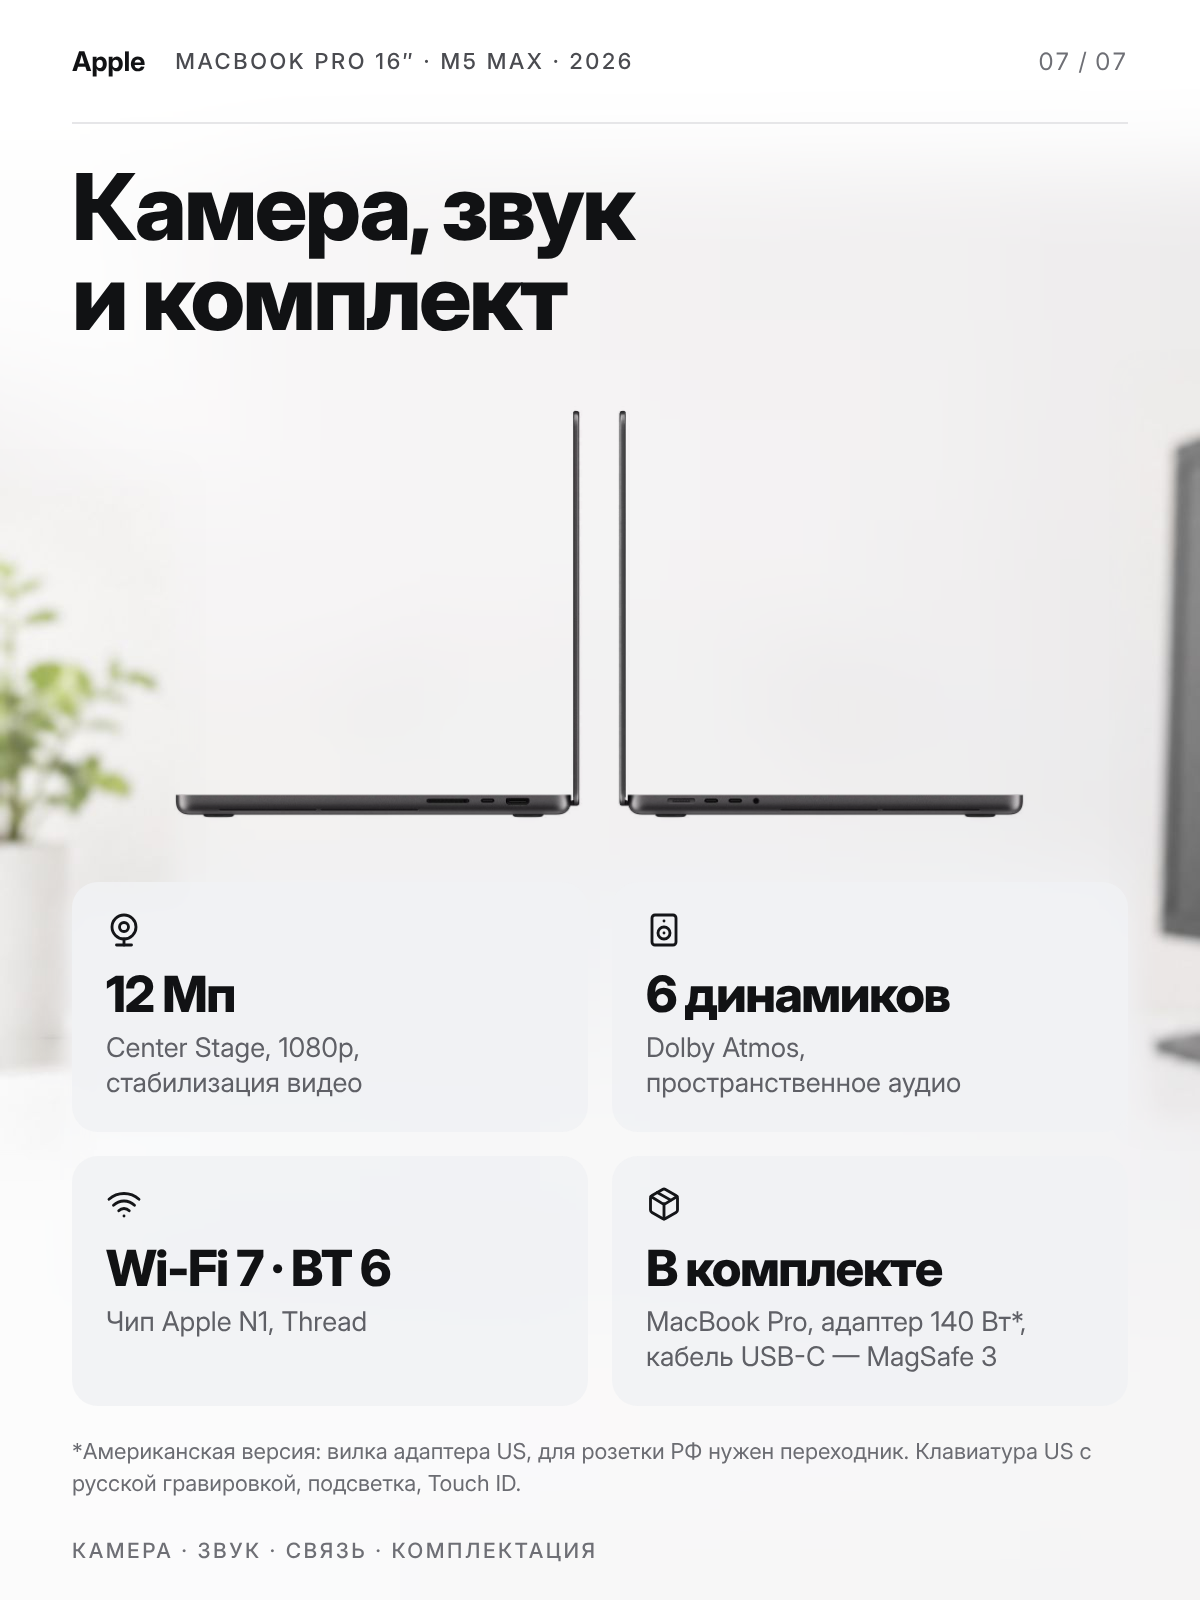 Apple MACBOOK PRO 16″ · M5 MAX · 2026 07 / 07
Камера, звук
и комплект
12 Мп
Center Stage, 1080p,
стабилизация видео
6 динамиков
Dolby Atmos,
пространственное аудио
Wi-Fi 7 · BT 6
Чип Apple N1, Thread
В комплекте
MacBook Pro, адаптер 140 Вт*,
кабель USB-C — MagSafe 3
*Американская версия: вилка адаптера US, для розетки РФ нужен переходник. Клавиатура US с
русской гравировкой, подсветка, Touch ID.
КАМЕРА · ЗВУК · СВЯЗЬ · КОМПЛЕКТАЦИЯ